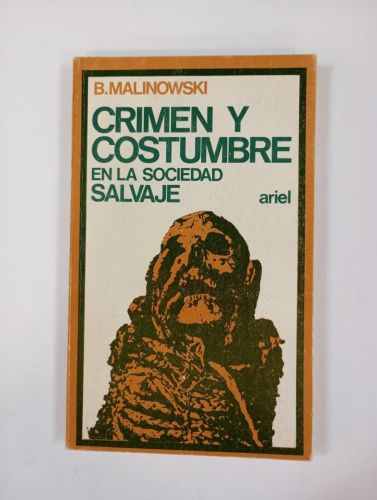 B. MALINOWSKI
CRIMEN Y
COSTUMBRE
EN LA SOCIEDAD
SALVAJE
ariel